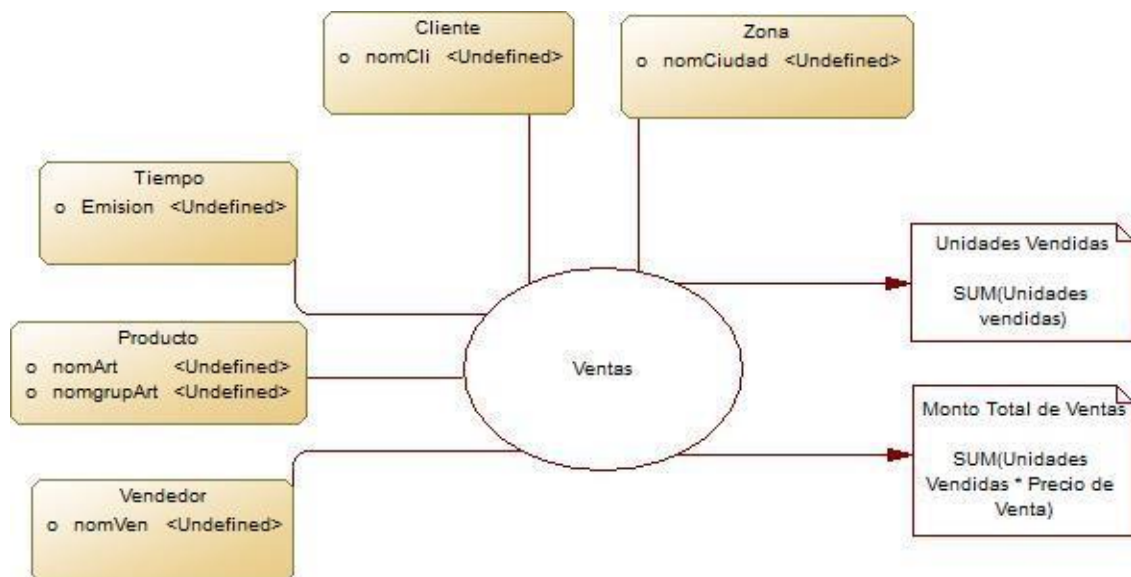 Cliente
o nomCli <Undefined>
Zona
o nomCiudad <Undefined>
Tiempo
o Emision <Undefined>
Producto
o nomArt <Undefined>
o nomgrupArt <Undefined>
Vendedor
o nomVen <Undefined>
Ventas
Unidades Vendidas
SUM(Unidades
vendidas)
Monto Total de Ventas
SUM(Unidades
Vendidas * Precio de
Venta)